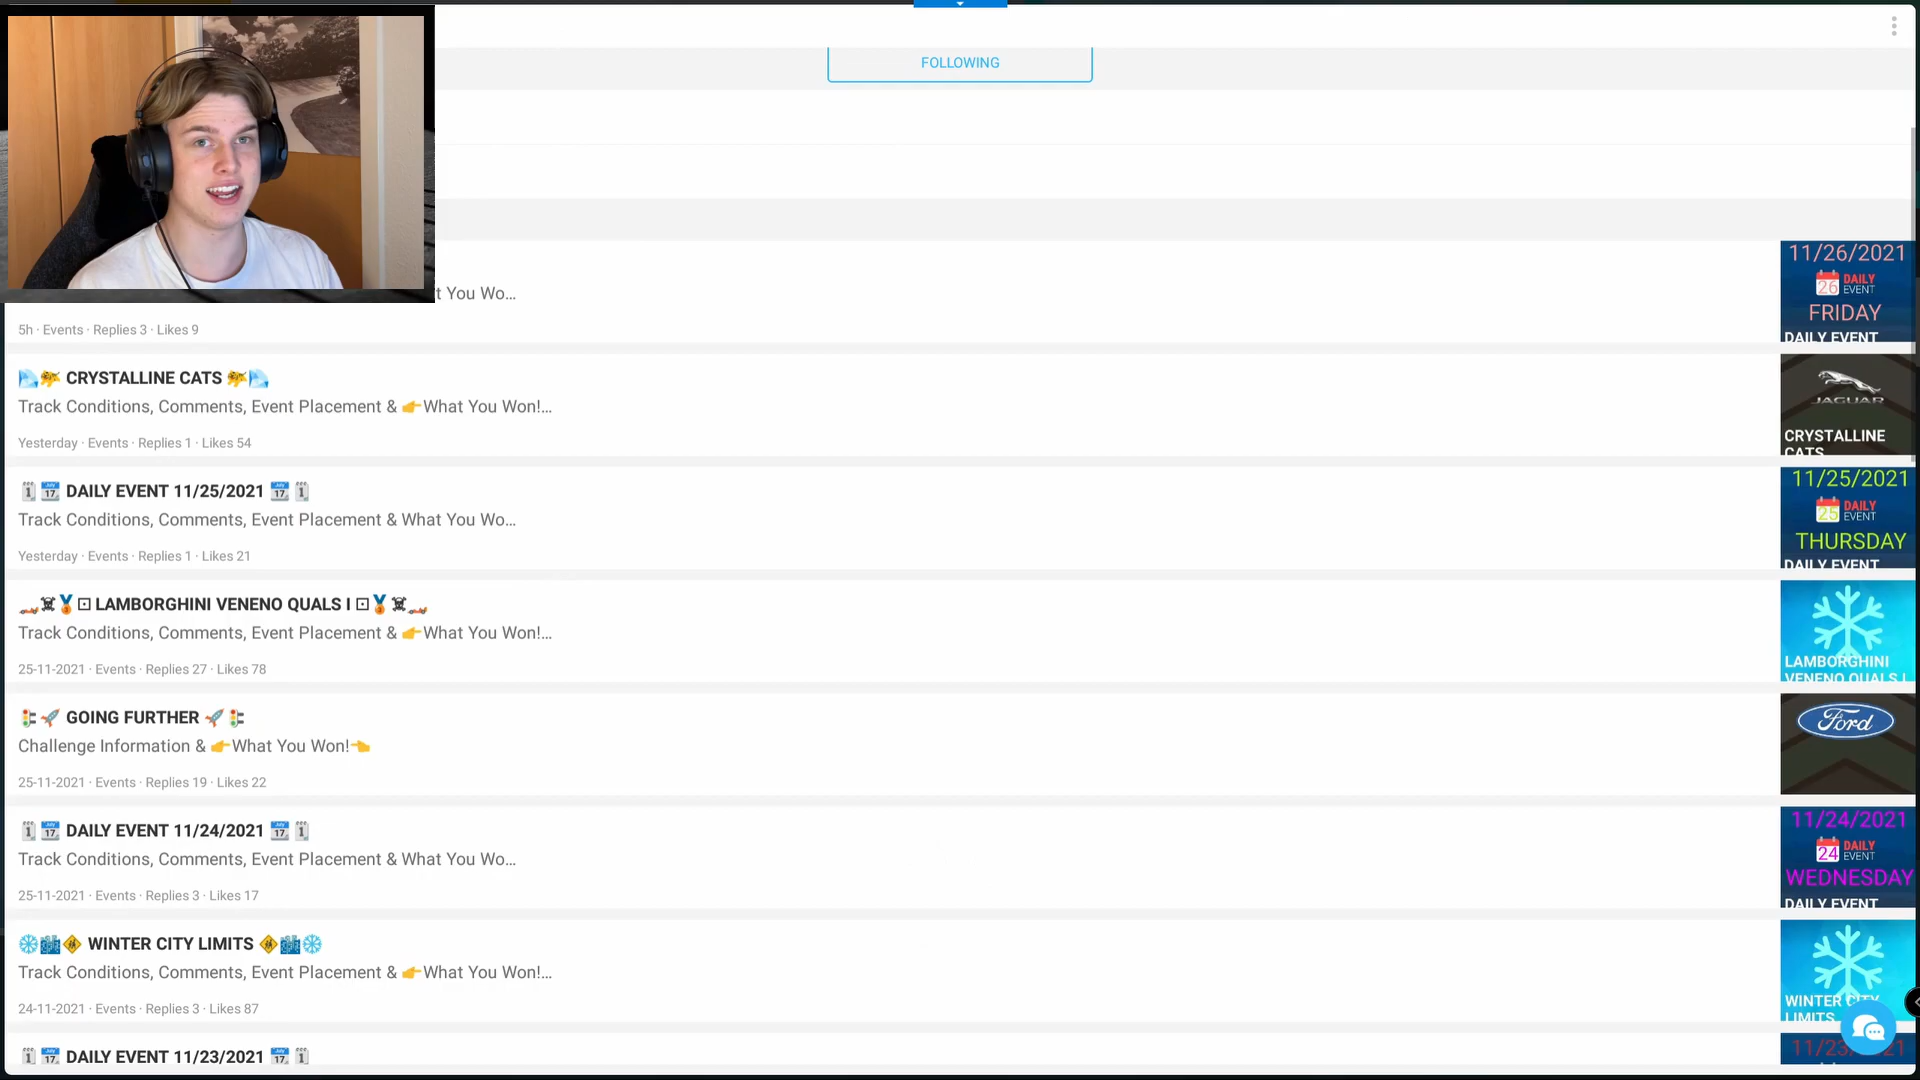 FOLLOWING
t You Wo...
5h · Events · Replies 3 · Likes 9
11/26/2021
26 DAILY EVENT
FRIDAY
DAILY EVENT
CRYSTALLINE CATS
Track Conditions, Comments, Event Placement & 👉What You Won!...
Yesterday · Events · Replies 1 · Likes 54
JAGUAR
CRYSTALLINE
CATS
DAILY EVENT 11/25/2021
Track Conditions, Comments, Event Placement & What You Wo...
Yesterday · Events · Replies 1 · Likes 21
11/25/2021
25 DAILY EVENT
THURSDAY
DAILY EVENT
LAMBORGHINI VENENO QUALS I
Track Conditions, Comments, Event Placement & 👉What You Won!...
25-11-2021 · Events · Replies 27 · Likes 78
LAMBORGHINI
VENENO QUALS I
GOING FURTHER
Challenge Information & 👉What You Won!👈
25-11-2021 · Events · Replies 19 · Likes 22
Ford
DAILY EVENT 11/24/2021
Track Conditions, Comments, Event Placement & What You Wo...
25-11-2021 · Events · Replies 3 · Likes 17
11/24/2021
24 DAILY EVENT
WEDNESDAY
DAILY EVENT
WINTER CITY LIMITS
Track Conditions, Comments, Event Placement & 👉What You Won!...
24-11-2021 · Events · Replies 3 · Likes 87
WINTER CITY
LIMITS
DAILY EVENT 11/23/2021
11/23/2021